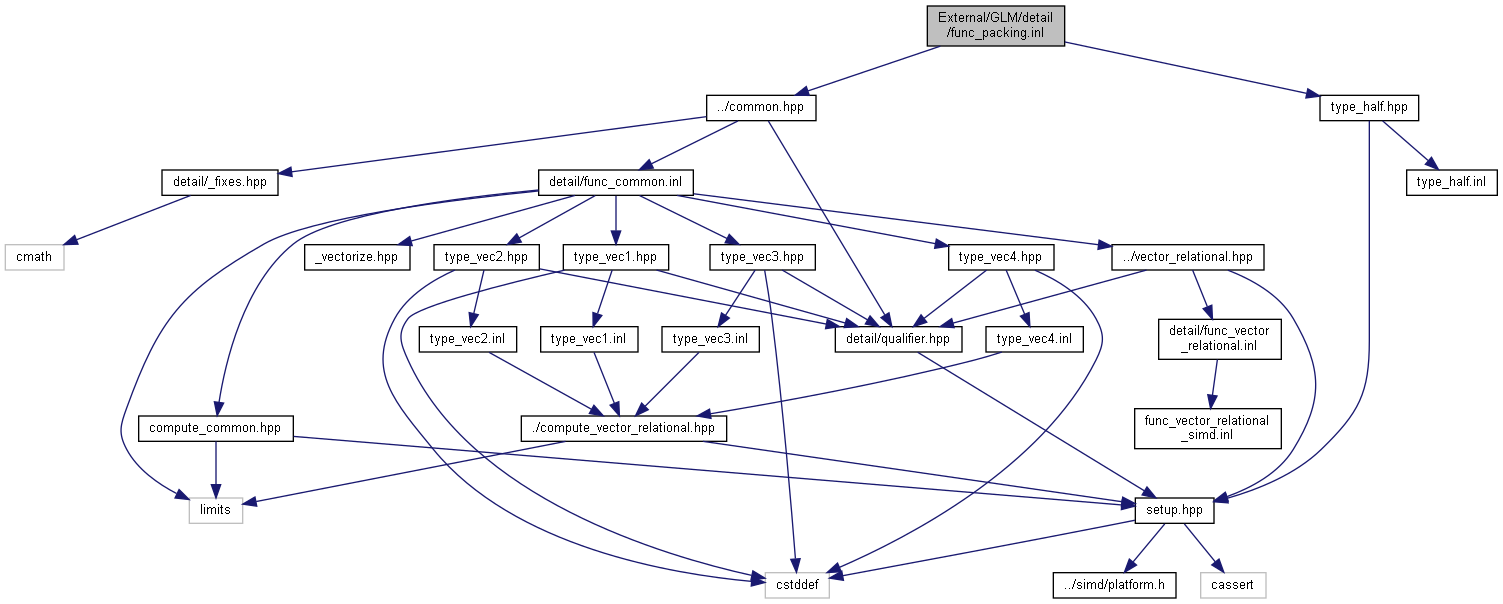 External/GLM/detail
/func_packing.inl
../common.hpp
type_half.hpp
detail/_fixes.hpp
detail/func_common.inl
type_half.inl
cmath
_vectorize.hpp
type_vec2.hpp
type_vec1.hpp
type_vec3.hpp
type_vec4.hpp
../vector_relational.hpp
type_vec2.inl
type_vec1.inl
type_vec3.inl
detail/qualifier.hpp
type_vec4.inl
detail/func_vector
_relational.inl
compute_common.hpp
./compute_vector_relational.hpp
func_vector_relational
_simd.inl
limits
setup.hpp
cstddef
../simd/platform.h
cassert